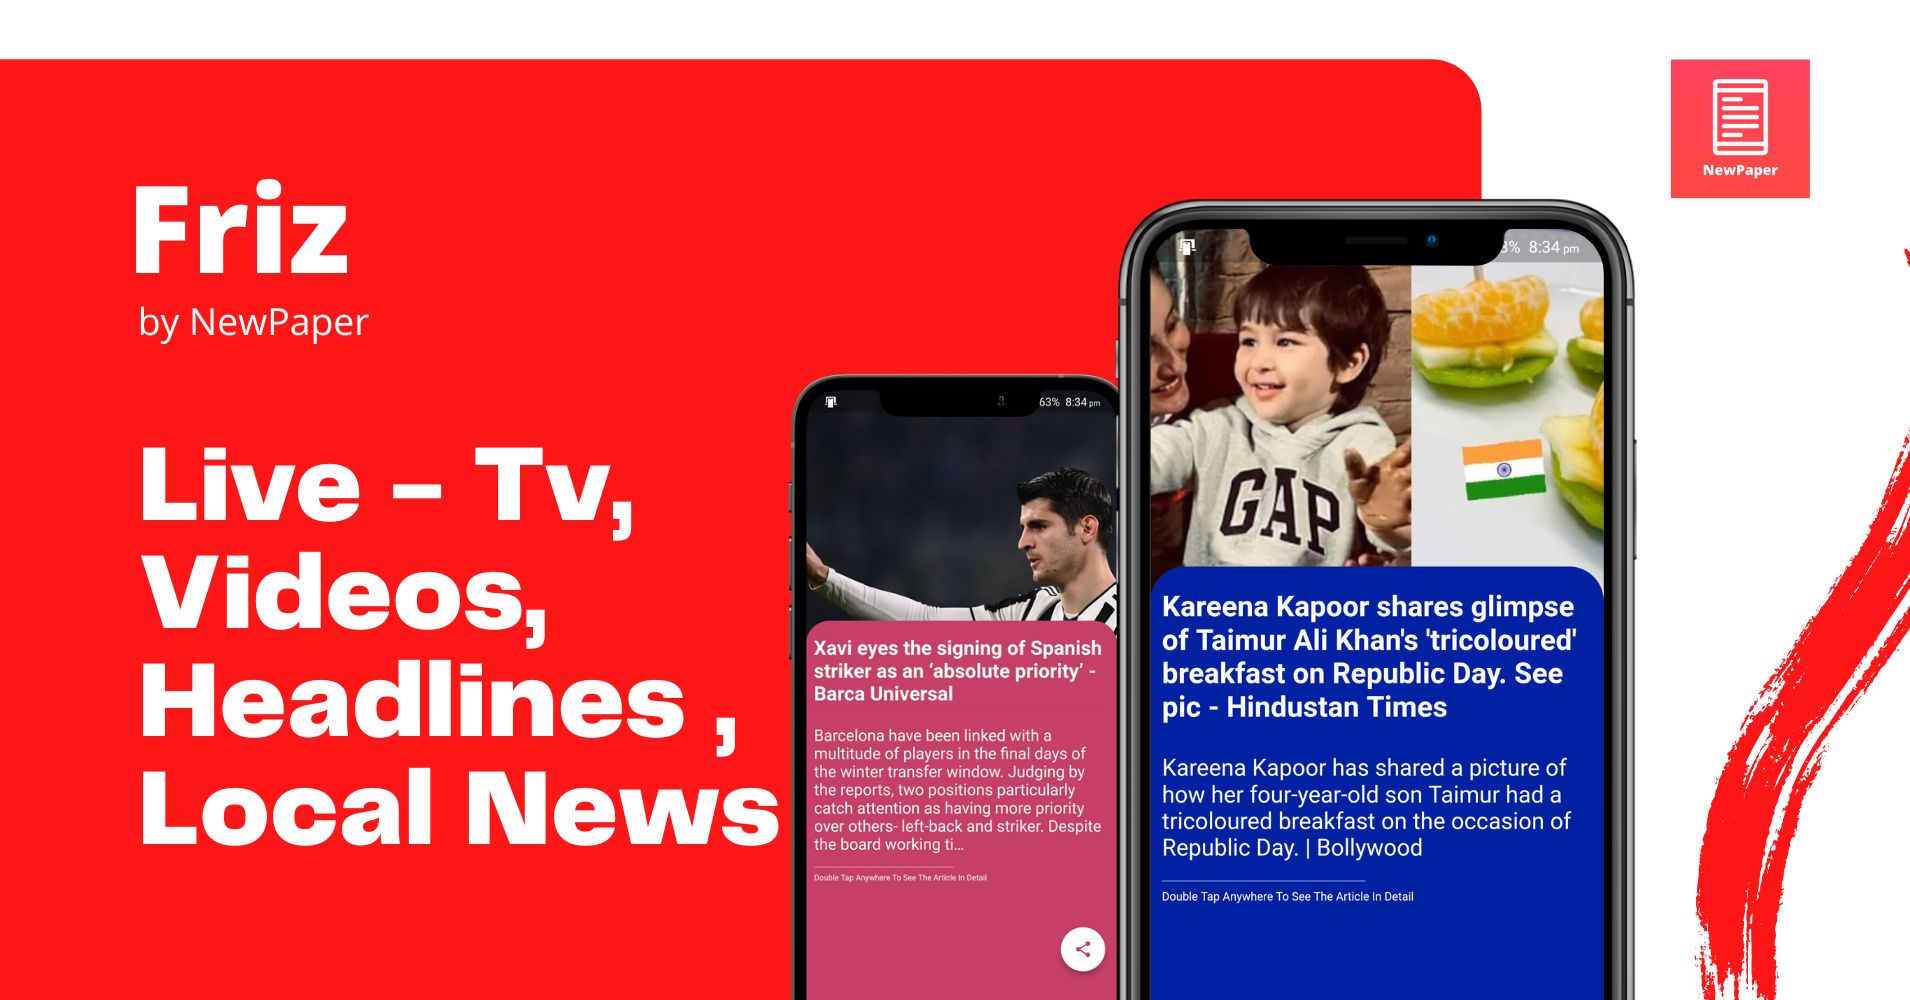 NewPaper
Friz
by NewPaper
Live – Tv,
Videos,
Headlines ,
Local News
63% 8:34 pm
Xavi eyes the signing of Spanish
striker as an ‘absolute priority’ -
Barca Universal
Barcelona have been linked with a
multitude of players in the final days of
the winter transfer window. Judging by
the reports, two positions particularly
catch attention as having more priority
over others- left-back and striker. Despite
the board working ti...
Double Tap Anywhere To See The Article In Detail
3% 8:34 pm
GAP
Kareena Kapoor shares glimpse
of Taimur Ali Khan's 'tricoloured'
breakfast on Republic Day. See
pic - Hindustan Times
Kareena Kapoor has shared a picture of
how her four-year-old son Taimur had a
tricoloured breakfast on the occasion of
Republic Day. | Bollywood
Double Tap Anywhere To See The Article In Detail